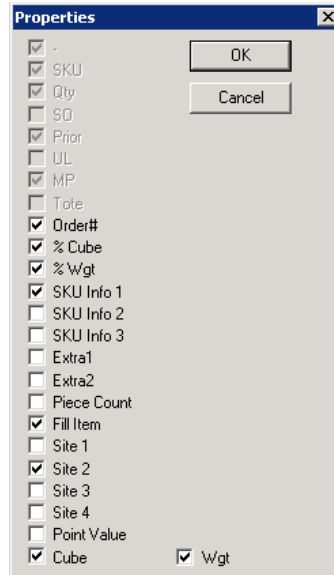 Properties
-
OK
SKU
Qty
Cancel
SO
Prior
UL
MP
Tote
Order#
% Cube
% Wgt
SKU Info 1
SKU Info 2
SKU Info 3
Extra1
Extra2
Piece Count
Fill Item
Site 1
Site 2
Site 3
Site 4
Point Value
Cube Wgt